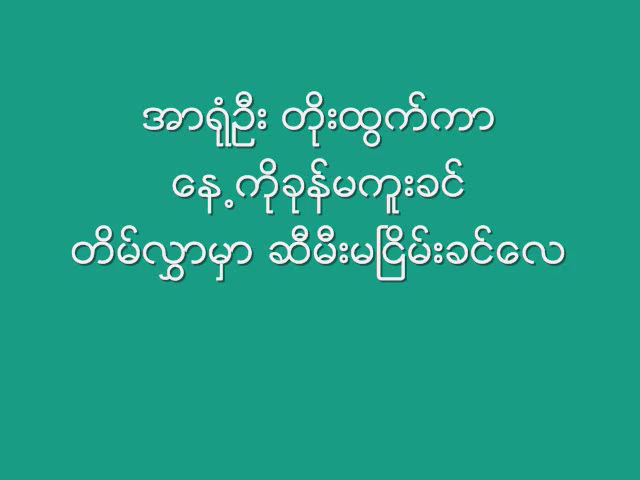 အာရုံဦး တိုးထွက်ကာ
နေ့ကိုခုန်မကူးခင်
တိမ်လွှာမှာ ဆီမီးမငြိမ်းခင်လေ